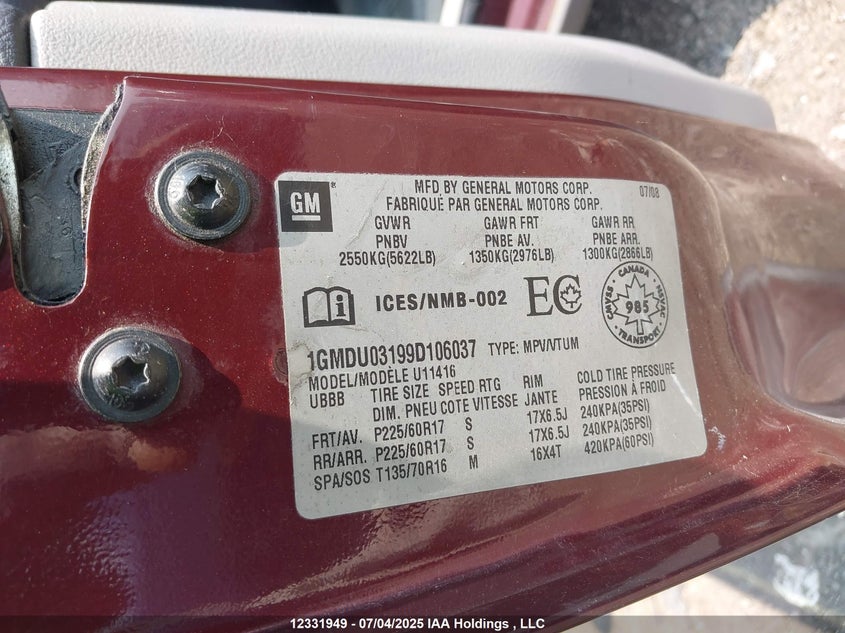 GM
MFD BY GENERAL MOTORS CORP. 07/08
FABRIQUÉ PAR GENERAL MOTORS CORP.
GVWR GAWR FRT GAWR RR
PNBV PNBE AV. PNBE ARR.
2550KG(5622LB) 1350KG(2976LB) 1300KG(2866LB)
ICES/NMB-002 EC CANADA CMVSS NSVAC 985 TRANSPORT
1GMDU03199D106037 TYPE: MPV/VTUM
MODEL/MODÈLE U11416
UBBB TIRE SIZE SPEED RTG RIM COLD TIRE PRESSURE
DIM. PNEU COTE VITESSE JANTE PRESSION À FROID
FRT/AV. P225/60R17 S 17X6.5J 240KPA(35PSI)
RR/ARR. P225/60R17 S 17X6.5J 240KPA(35PSI)
SPA/SOS T135/70R16 M 16X4T 420KPA(60PSI)
12331949 - 07/04/2025 IAA Holdings , LLC